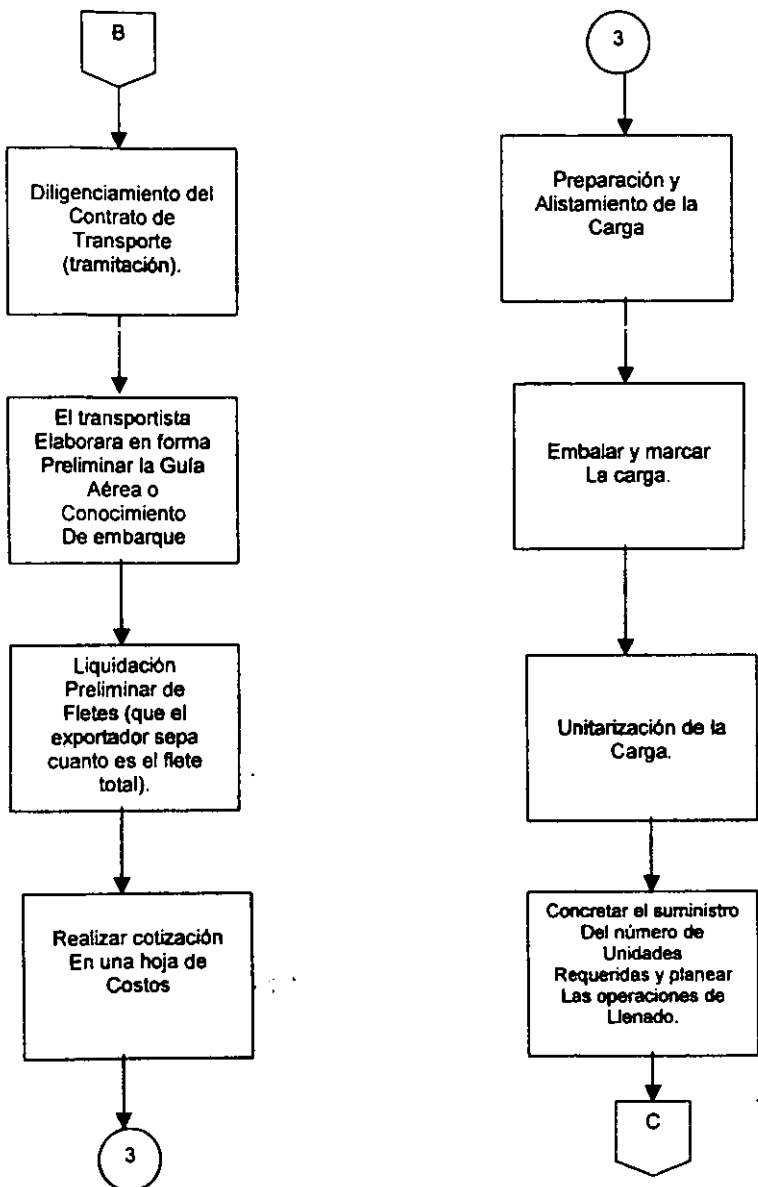 B
Diligenciamiento del
Contrato de
Transporte
(tramitación).
El transportista
Elaborara en forma
Preliminar la Guía
Aérea o
Conocimiento
De embarque
Liquidación
Preliminar de
Fletes (que el
exportador sepa
cuanto es el flete
total).
Realizar cotización
En una hoja de
Costos
3
3
Preparación y
Alistamiento de la
Carga
Embalar y marcar
La carga.
Unitarización de la
Carga.
Concretar el suministro
Del número de
Unidades
Requeridas y planear
Las operaciones de
Llenado.
C